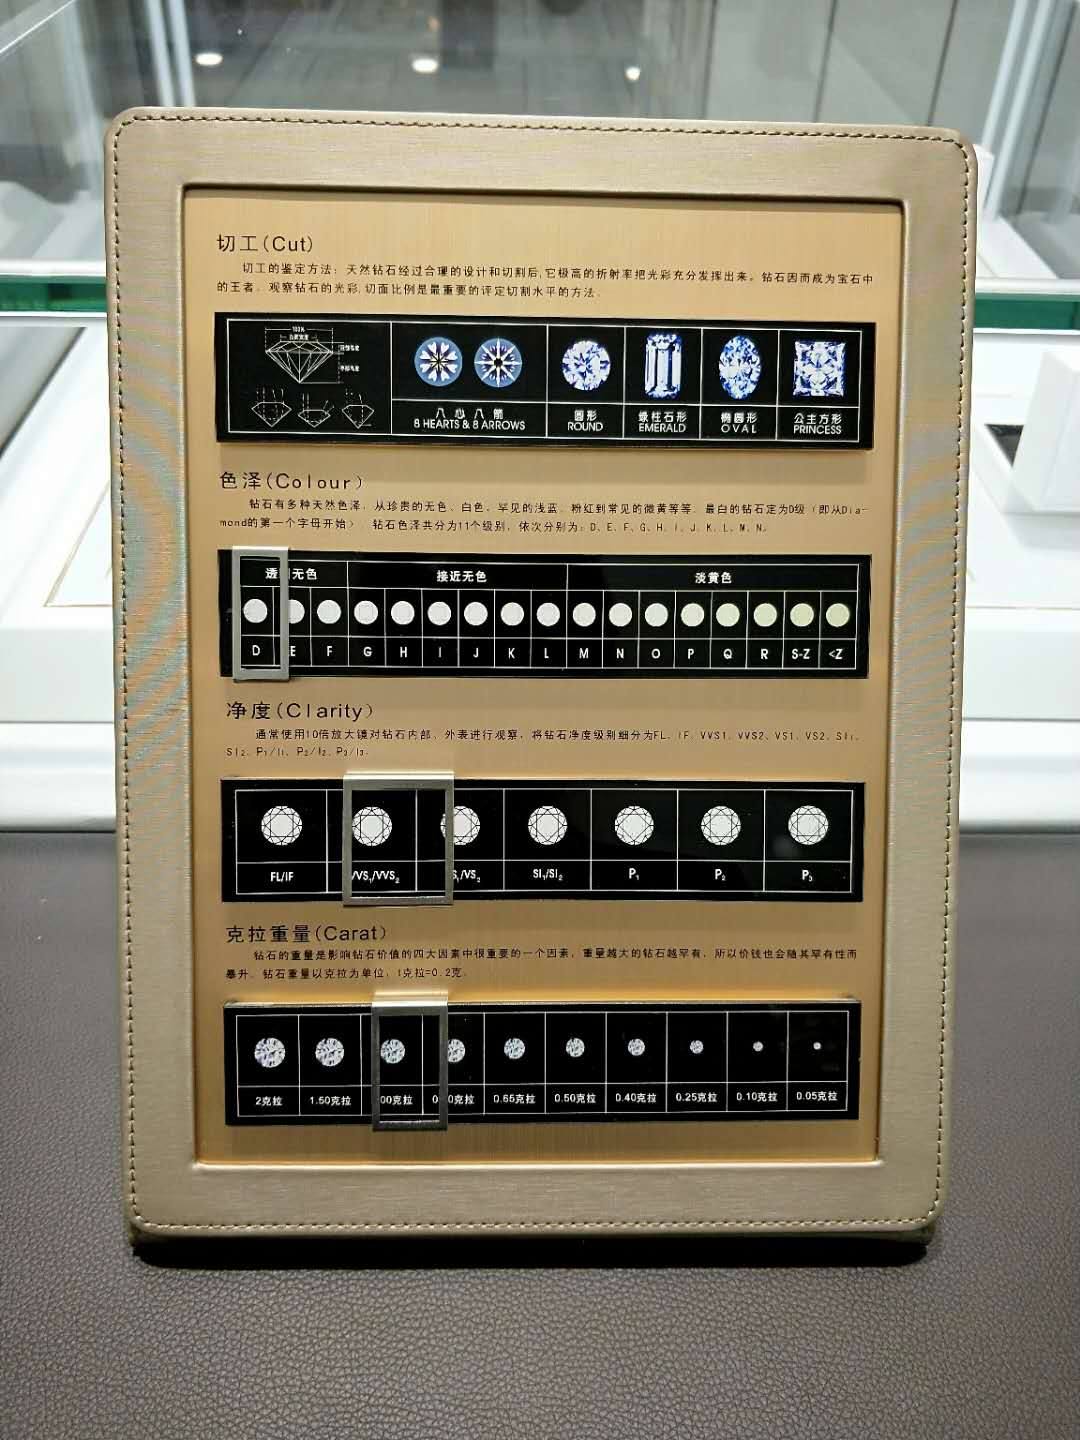 切工(Cut)
切工的鉴定方法：天然钻石经过合理的设计和切割后,它极高的折射率把光彩充分发挥出来。钻石因而成为宝石中
的王者．观察钻石的光彩,切面比例是最重要的评定切割水平的方法．
100%
八心八箭
8 HEARTS & 8 ARROWS
圆形
ROUND
绿柱石形
EMERALD
椭圆形
OVAL
公主方形
PRINCESS
色泽(Colour)
钻石有多种天然色泽，从珍贵的无色、白色、罕见的浅蓝、粉红到常见的微黄等等．最白的钻石定为D级（即从Dia-
mond的第一个字母开始）．钻石色泽共分为11个级别，依次分别为：D、E、F、G、H、I、J、K、L、M、N。
透 无色 接近无色 淡黄色
D E F G H I J K L M N O P Q R S-Z <Z
净度(Clarity)
通常使用10倍放大镜对钻石内部、外表进行观察，将钻石净度级别细分为FL、IF、VVS1、VVS2、VS1、VS2、SI1、
SI2、P1/I1、P2/I2、P3/I3.
FL/IF VVS1/VVS2 S1/VS2 SI1/SI2 P1 P2 P3
克拉重量(Carat)
钻石的重量是影响钻石价值的四大因素中很重要的一个因素，重量越大的钻石越罕有，所以价钱也会随其罕有性而
暴升．钻石重量以克拉为单位，1克拉=0.2克．
2克拉 1.50克拉 00克拉 0克拉 0.65克拉 0.50克拉 0.40克拉 0.25克拉 0.10克拉 0.05克拉